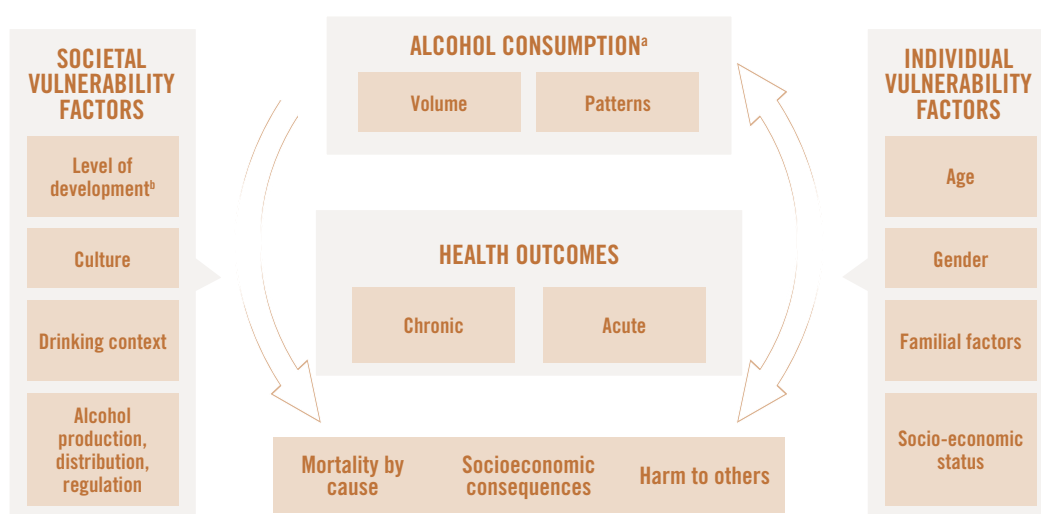 SOCIETAL
VULNERABILITY
FACTORS
Level of
developmentᵇ
Culture
Drinking context
Alcohol
production,
distribution,
regulation
ALCOHOL CONSUMPTIONᵃ
Volume
Patterns
HEALTH OUTCOMES
Chronic
Acute
Mortality by
cause
Socioeconomic
consequences
Harm to others
INDIVIDUAL
VULNERABILITY
FACTORS
Age
Gender
Familial factors
Socio-economic
status